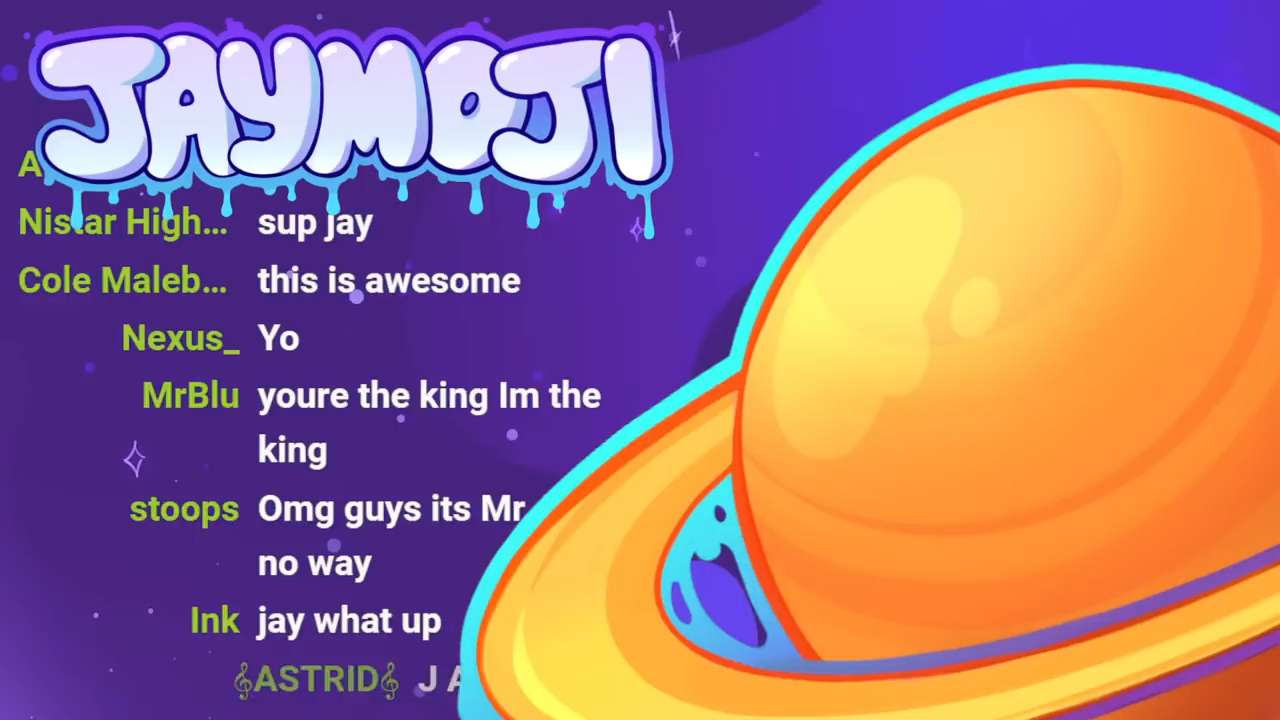 JAYMOJI
A
Nistar High... sup jay
Cole Maleb... this is awesome
Nexus_ Yo
MrBlu youre the king Im the
king
stoops Omg guys its Mr
no way
Ink jay what up
𝄞ASTRID𝄞 J A